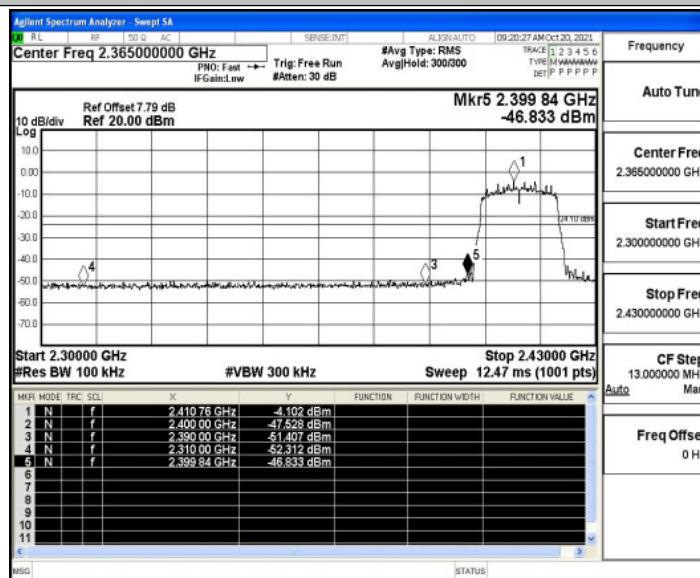 Agilent Spectrum Analyzer - Swept SA
RL RF 50 Ω AC SENSE:INT ALIGNAUTO 09:20:27 AM Oct 20, 2021
Center Freq 2.365000000 GHz
PNO: Fast
IFGain:Low
Trig: Free Run
#Atten: 30 dB
#Avg Type: RMS
Avg|Hold: 300/300
TRACE 1 2 3 4 5 6
TYPE
DET P P P P P P
Ref Offset 7.79 dB
10 dB/div Ref 20.00 dBm
Log
Mkr5 2.399 84 GHz
-46.833 dBm
10.0
0.00
-10.0
-20.0
-30.0
-40.0
-50.0
-60.0
-70.0
1
4
3
5
-24.10 dBm
Start 2.30000 GHz Stop 2.43000 GHz
#Res BW 100 kHz #VBW 300 kHz Sweep 12.47 ms (1001 pts)
MKR MODE TRC SCL X Y FUNCTION FUNCTION WIDTH FUNCTION VALUE
1 N f 2.410 76 GHz -4.102 dBm
2 N f 2.400 00 GHz -47.528 dBm
3 N f 2.390 00 GHz -51.407 dBm
4 N f 2.310 00 GHz -52.312 dBm
5 N f 2.399 84 GHz -46.833 dBm
6
7
8
9
10
11
MSG STATUS
Frequency
Auto Tun
Center Fre
2.365000000 GH
Start Fre
2.300000000 GH
Stop Fre
2.430000000 GH
CF Step
13.000000 MH
Auto Ma
Freq Offse
0 H